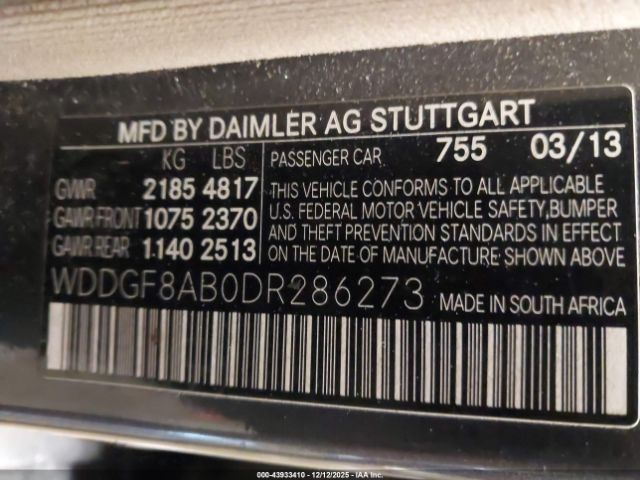 MFD BY DAIMLER AG STUTTGART
KG LBS
GVWR 2185 4817
GAWR FRONT 1075 2370
GAWR REAR 1140 2513
PASSENGER CAR 755 03/13
THIS VEHICLE CONFORMS TO ALL APPLICABLE
U.S. FEDERAL MOTOR VEHICLE SAFETY, BUMPER
AND THEFT PREVENTION STANDARDS IN EFFECT
ON THE DATE OF MANUFACTURE SHOWN ABOVE
WDDGF8AB0DR286273 MADE IN SOUTH AFRICA
000-43933410 - 12/12/2025 - IAA Inc.